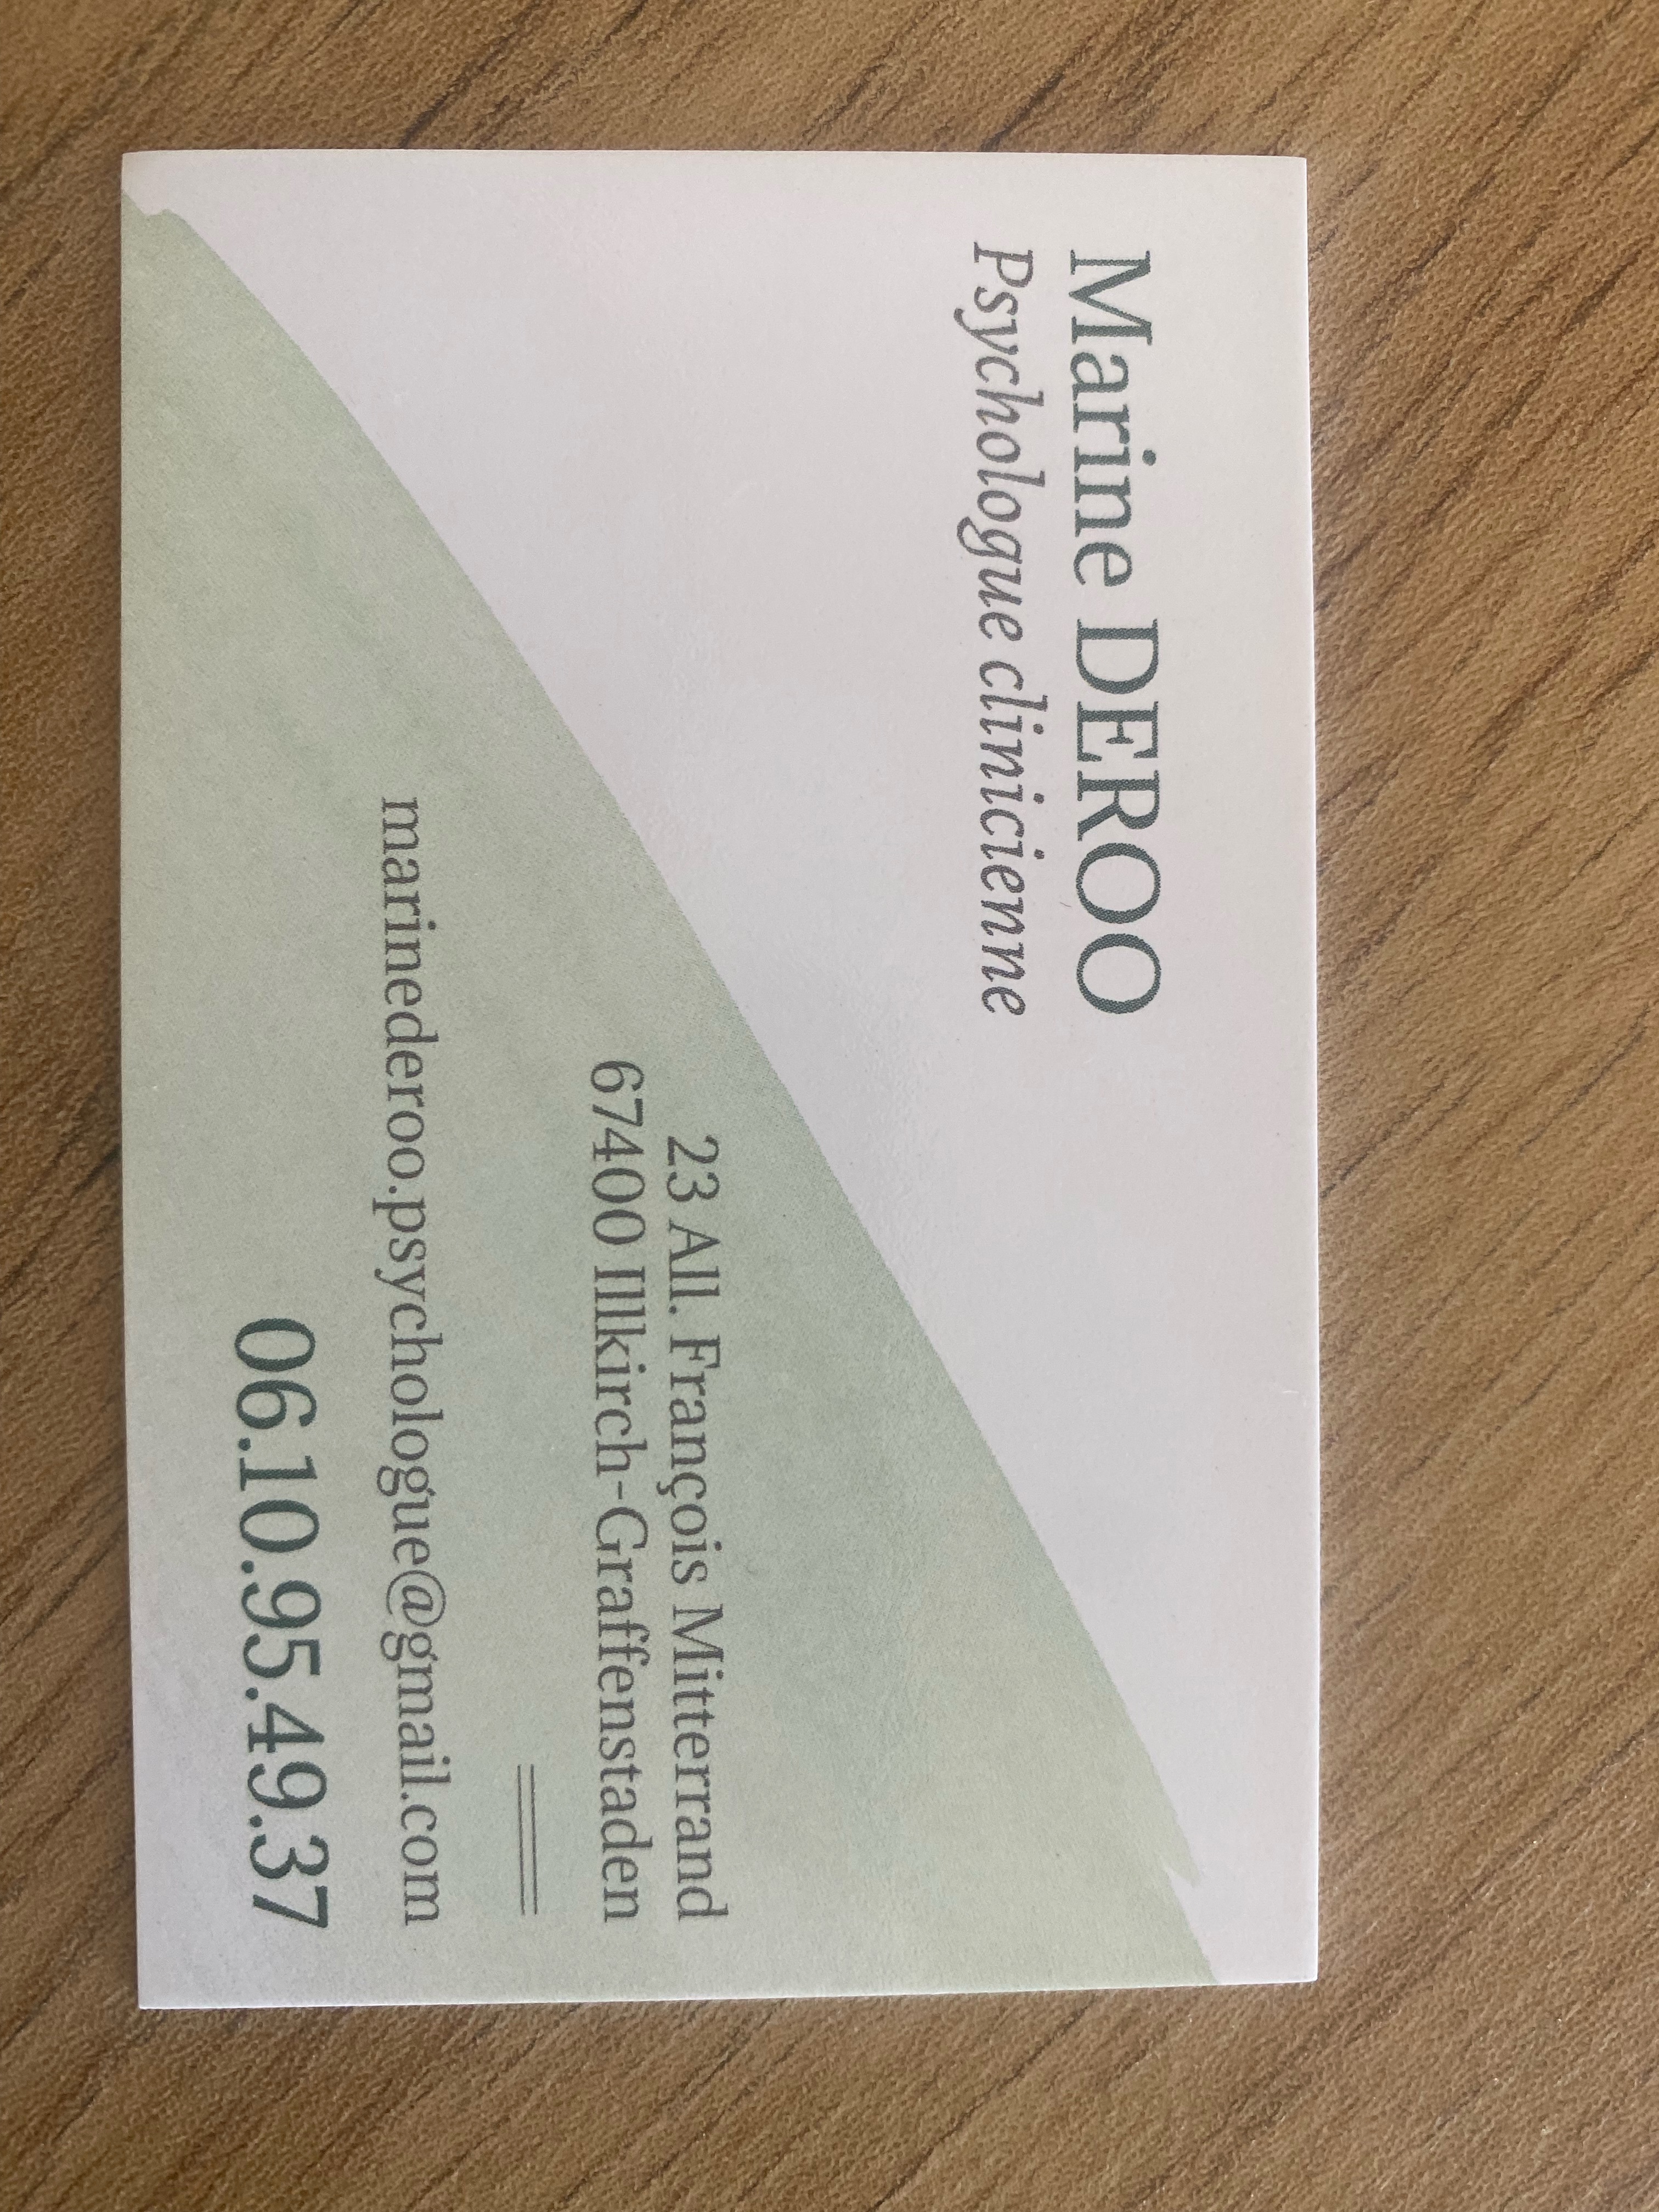 Marine DEROO
Psychologue clinicienne
23 All. François Mitterrand
67400 Illkirch-Graffenstaden
marinederoo.psychologue@gmail.com
06.10.95.49.37